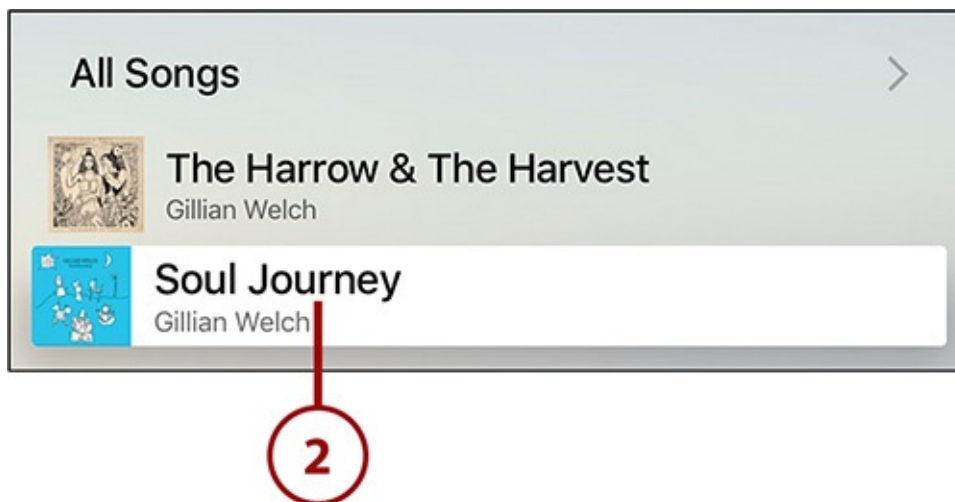 All Songs
The Harrow & The Harvest
Gillian Welch
Soul Journey
Gillian Welch
2